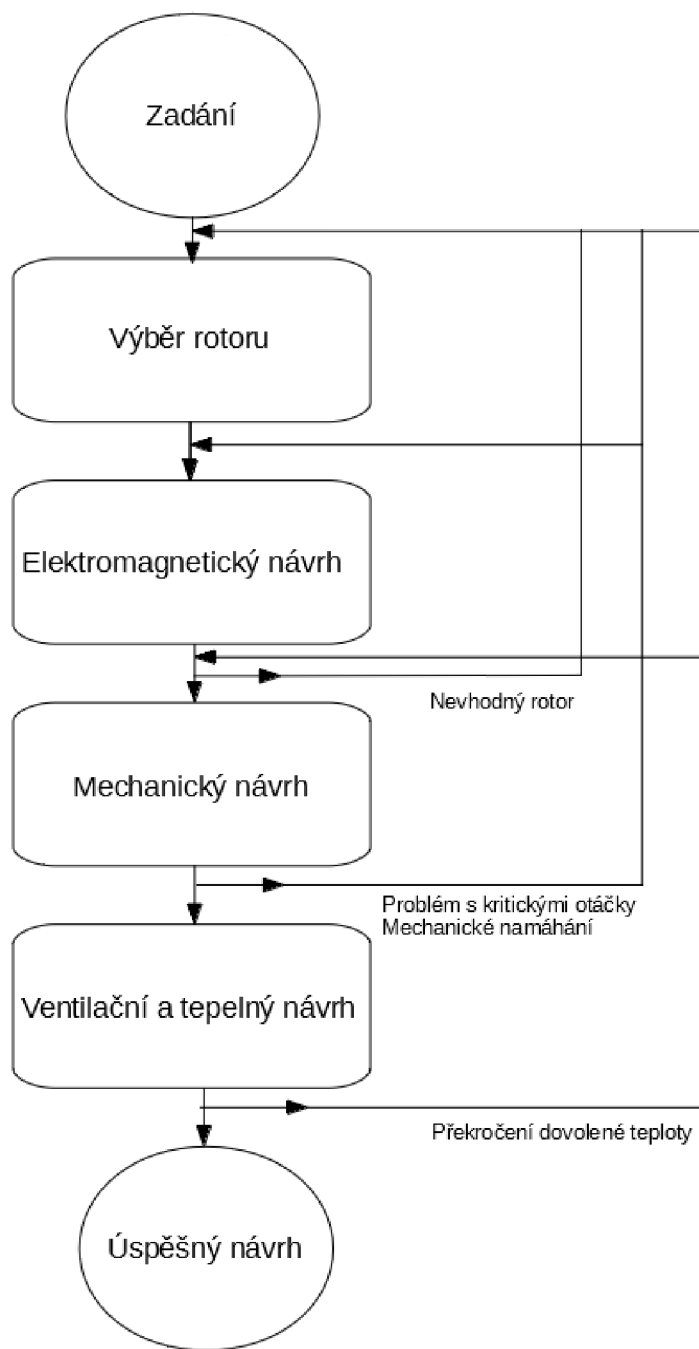 Zadání
Výběr rotoru
Elektromagnetický návrh
Nevhodný rotor
Mechanický návrh
Problém s kritickými otáčky
Mechanické namáhání
Ventilační a tepelný návrh
Překročení dovolené teploty
Úspěšný návrh